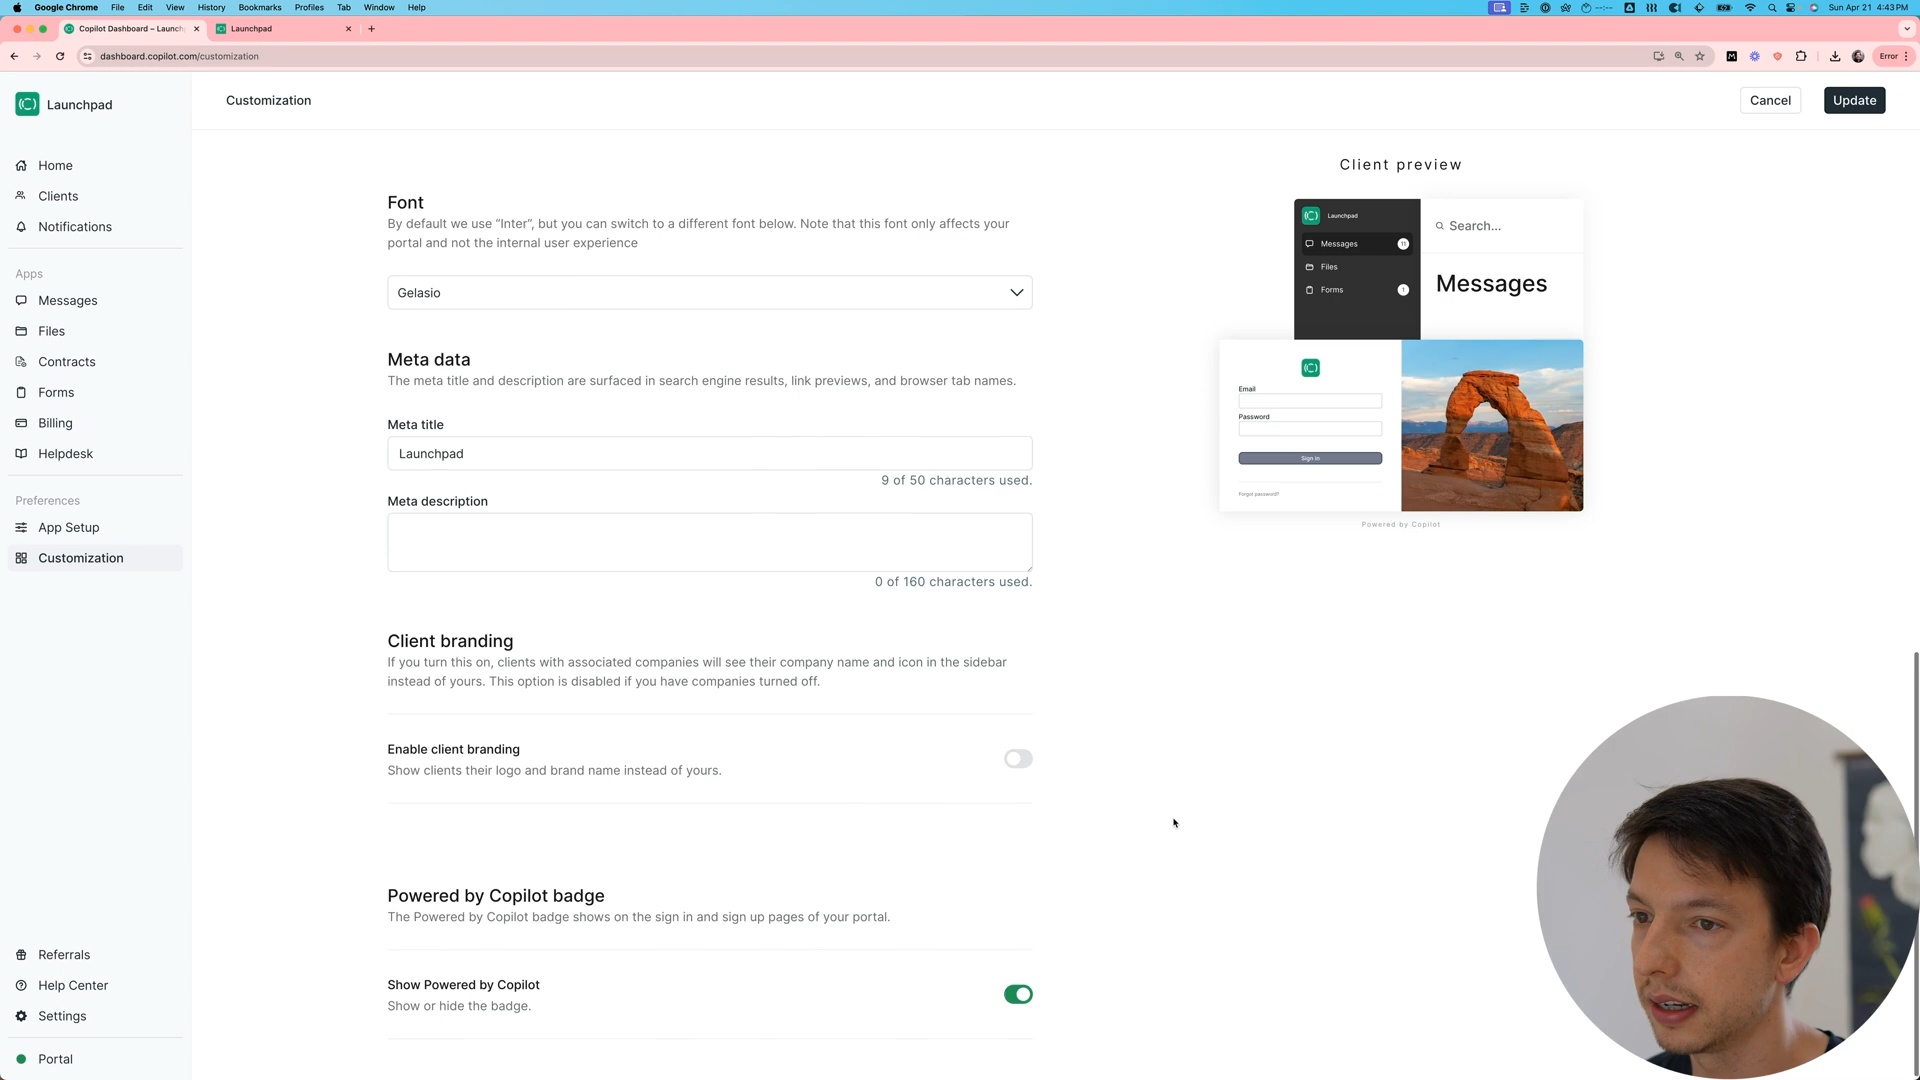 Google Chrome File Edit View History Bookmarks Profiles Tab Window Help
Sun Apr 21 4:43 PM
Copilot Dashboard – Launch
Launchpad
dashboard.copilot.com/customization
Error
Launchpad
Customization
Cancel
Update
Home
Clients
Notifications
Apps
Messages
Files
Contracts
Forms
Billing
Helpdesk
Preferences
App Setup
Customization
Referrals
Help Center
Settings
Portal
Font
By default we use “Inter”, but you can switch to a different font below. Note that this font only affects your
portal and not the internal user experience
Gelasio
Meta data
The meta title and description are surfaced in search engine results, link previews, and browser tab names.
Meta title
Launchpad
9 of 50 characters used.
Meta description
0 of 160 characters used.
Client branding
If you turn this on, clients with associated companies will see their company name and icon in the sidebar
instead of yours. This option is disabled if you have companies turned off.
Enable client branding
Show clients their logo and brand name instead of yours.
Powered by Copilot badge
The Powered by Copilot badge shows on the sign in and sign up pages of your portal.
Show Powered by Copilot
Show or hide the badge.
Client preview
Launchpad
Messages 11
Files
Forms 1
Search...
Messages
Email
Password
Sign in
Forgot password?
Powered by Copilot